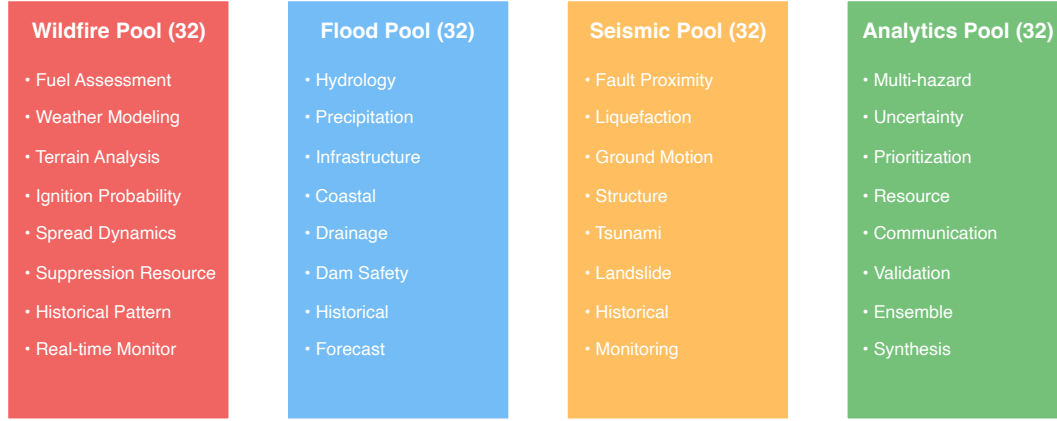 Wildfire Pool (32)
• Fuel Assessment
• Weather Modeling
• Terrain Analysis
• Ignition Probability
• Spread Dynamics
• Suppression Resource
• Historical Pattern
• Real-time Monitor
Flood Pool (32)
• Hydrology
• Precipitation
• Infrastructure
• Coastal
• Drainage
• Dam Safety
• Historical
• Forecast
Seismic Pool (32)
• Fault Proximity
• Liquefaction
• Ground Motion
• Structure
• Tsunami
• Landslide
• Historical
• Monitoring
Analytics Pool (32)
• Multi-hazard
• Uncertainty
• Prioritization
• Resource
• Communication
• Validation
• Ensemble
• Synthesis